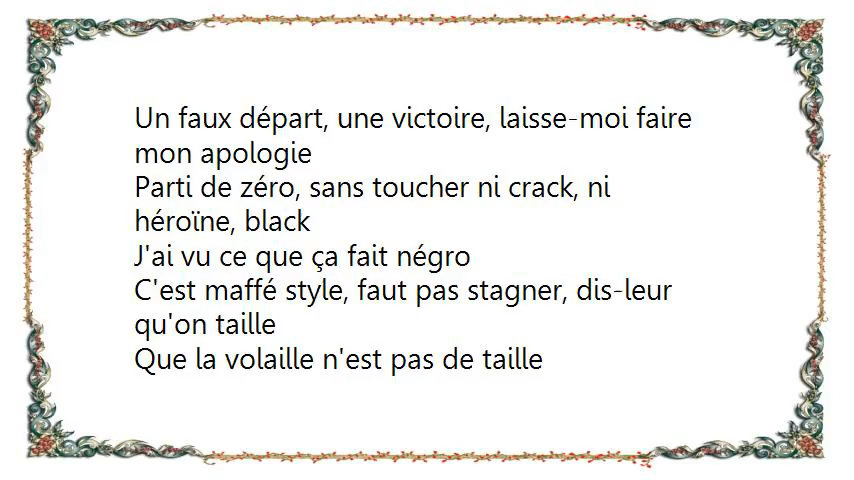 Un faux départ, une victoire, laisse-moi faire
mon apologie
Parti de zéro, sans toucher ni crack, ni
héroïne, black
J'ai vu ce que ça fait négro
C'est maffé style, faut pas stagner, dis-leur
qu'on taille
Que la volaille n'est pas de taille